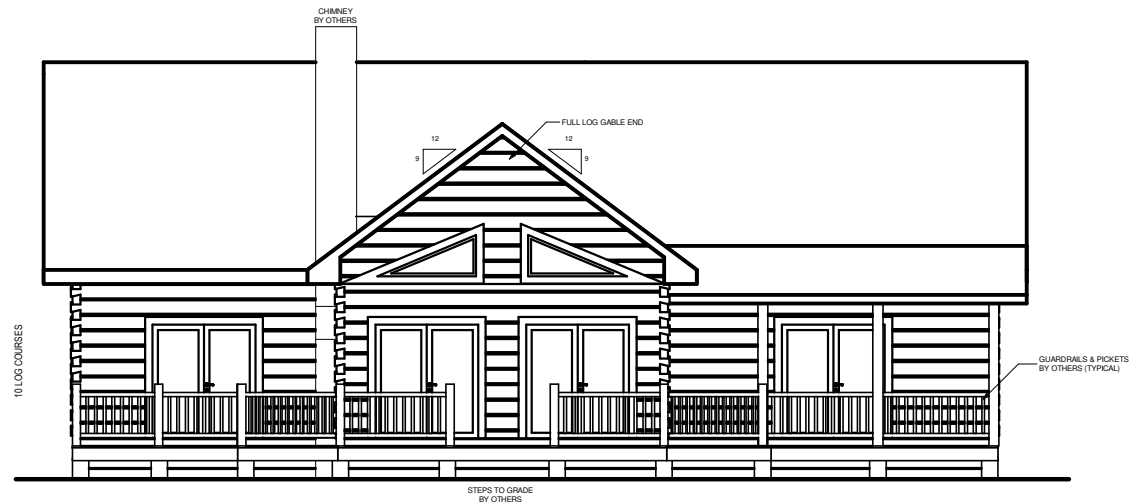 CHIMNEY
BY OTHERS
FULL LOG GABLE END
12
12
9
9
10 LOG COURSES
GUARDRAILS & PICKETS
BY OTHERS (TYPICAL)
STEPS TO GRADE
BY OTHERS